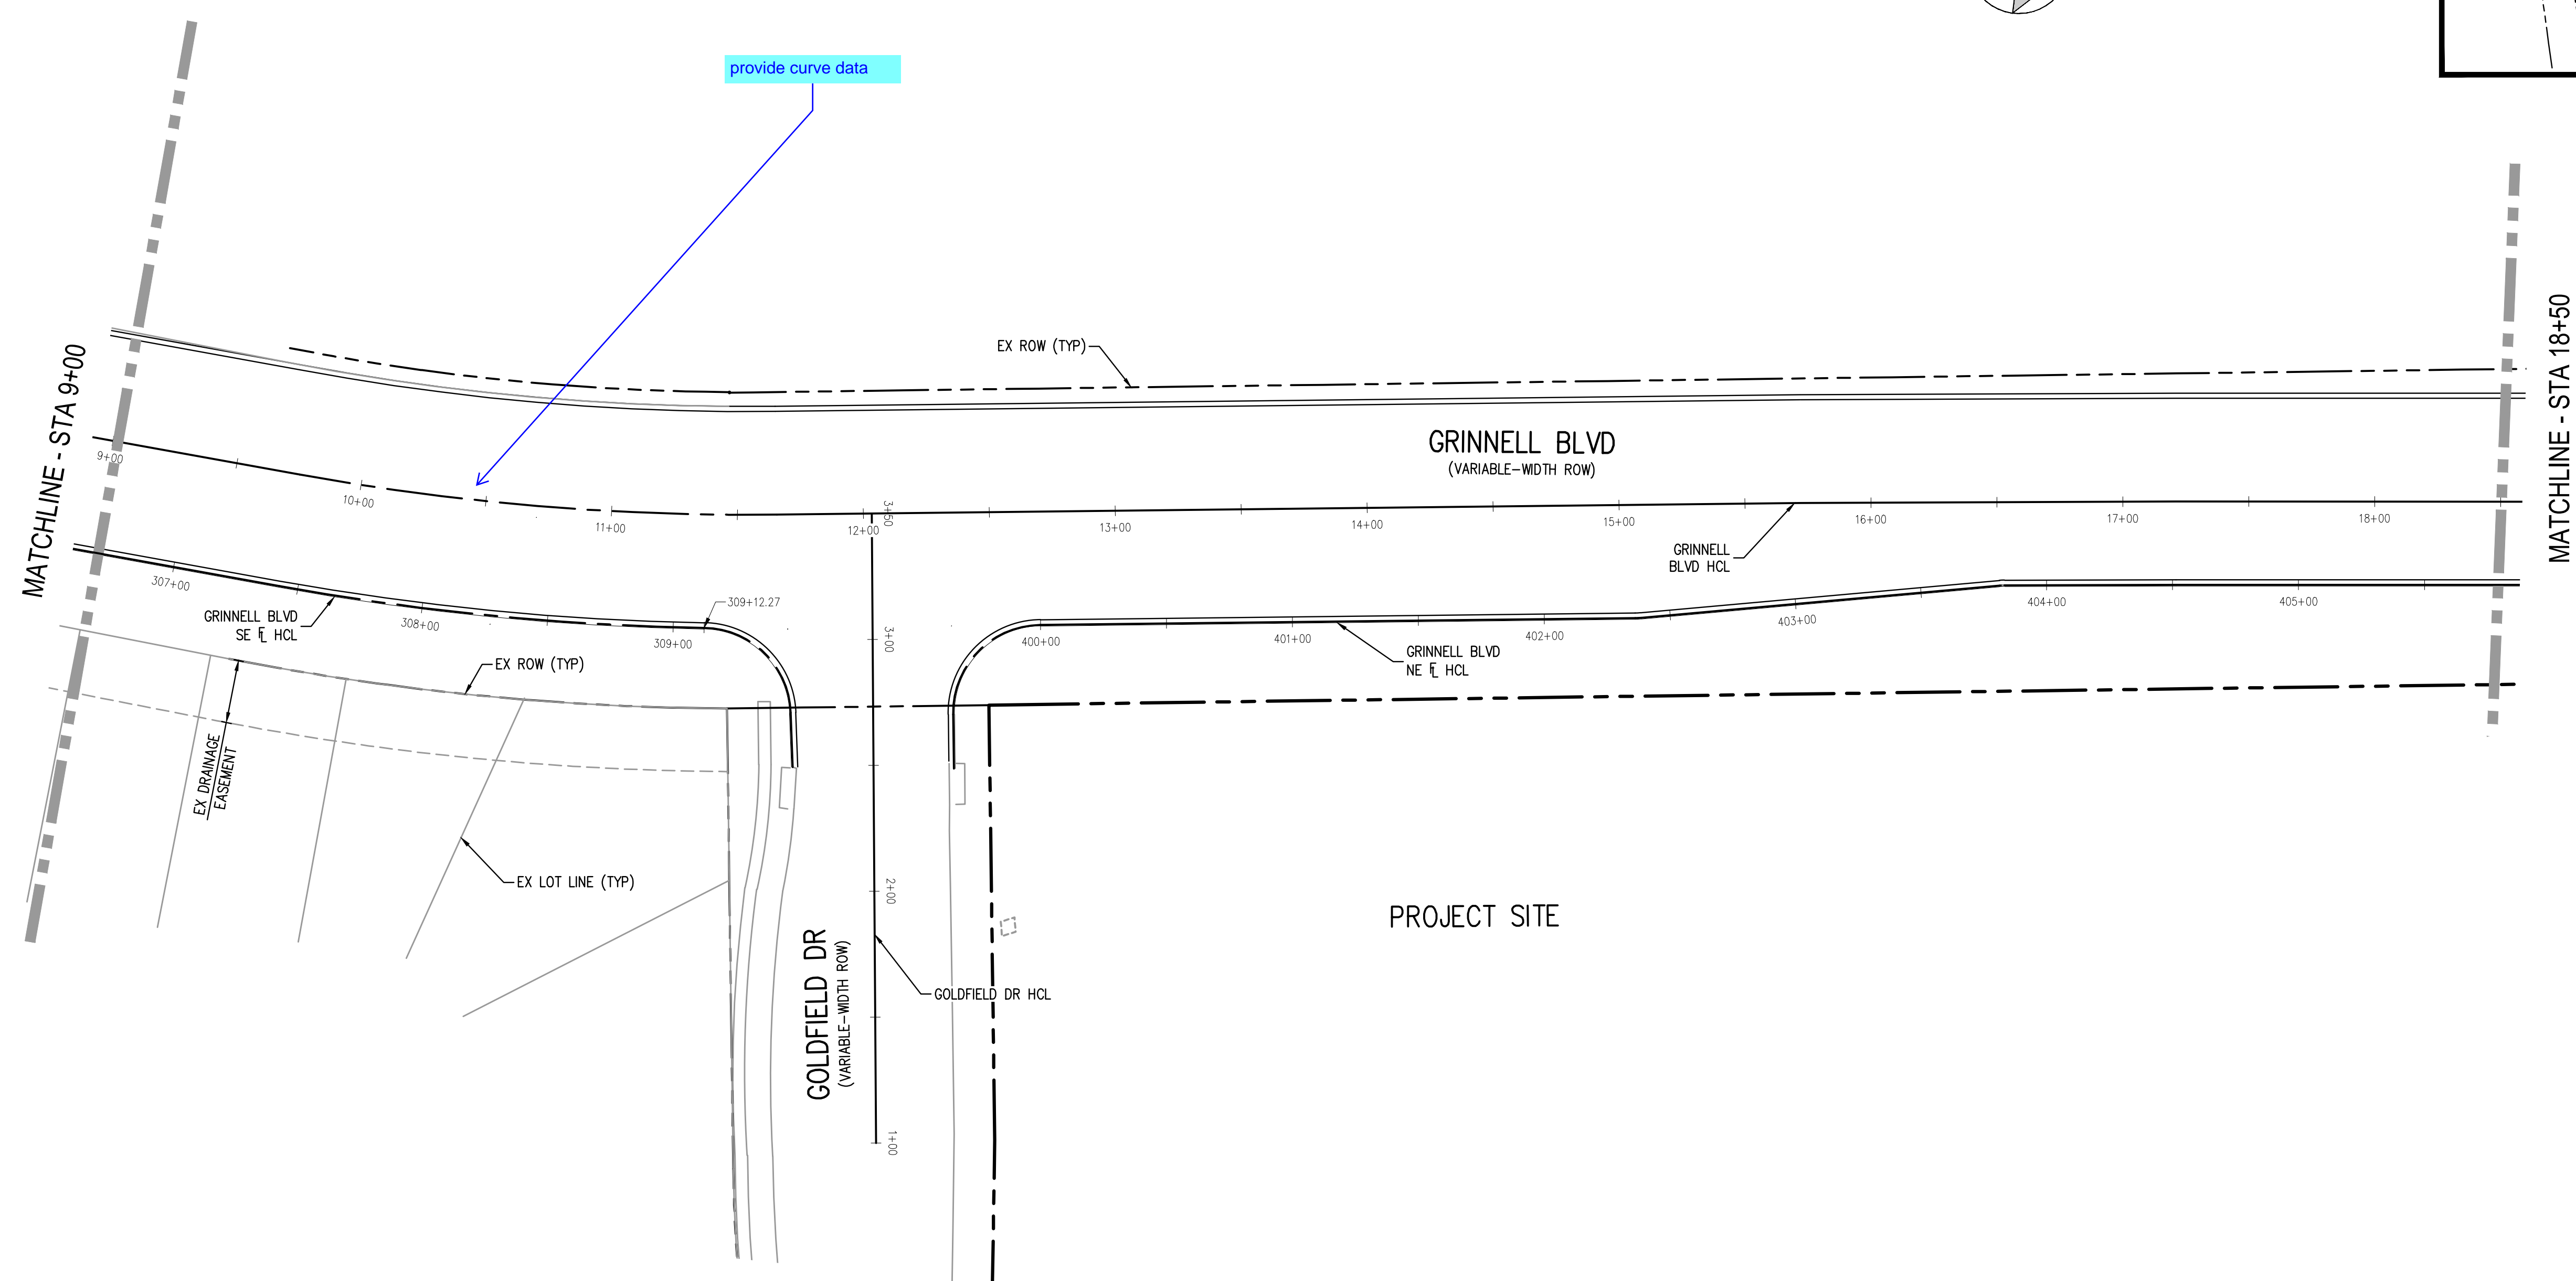 provide curve data
MATCHLINE - STA 9+00
MATCHLINE - STA 18+50
EX ROW (TYP)
GRINNELL BLVD
(VARIABLE-WIDTH ROW)
9+00
10+00
11+00
12+00
13+00
14+00
15+00
16+00
17+00
18+00
3+50
GRINNELL
BLVD HCL
307+00
308+00
309+00
309+12.27
3+00
400+00
401+00
402+00
403+00
404+00
405+00
GRINNELL BLVD
SE FL HCL
GRINNELL BLVD
NE FL HCL
EX ROW (TYP)
EX DRAINAGE
EASEMENT
EX LOT LINE (TYP)
2+00
PROJECT SITE
GOLDFIELD DR
(VARIABLE-WIDTH ROW)
GOLDFIELD DR HCL
1+00